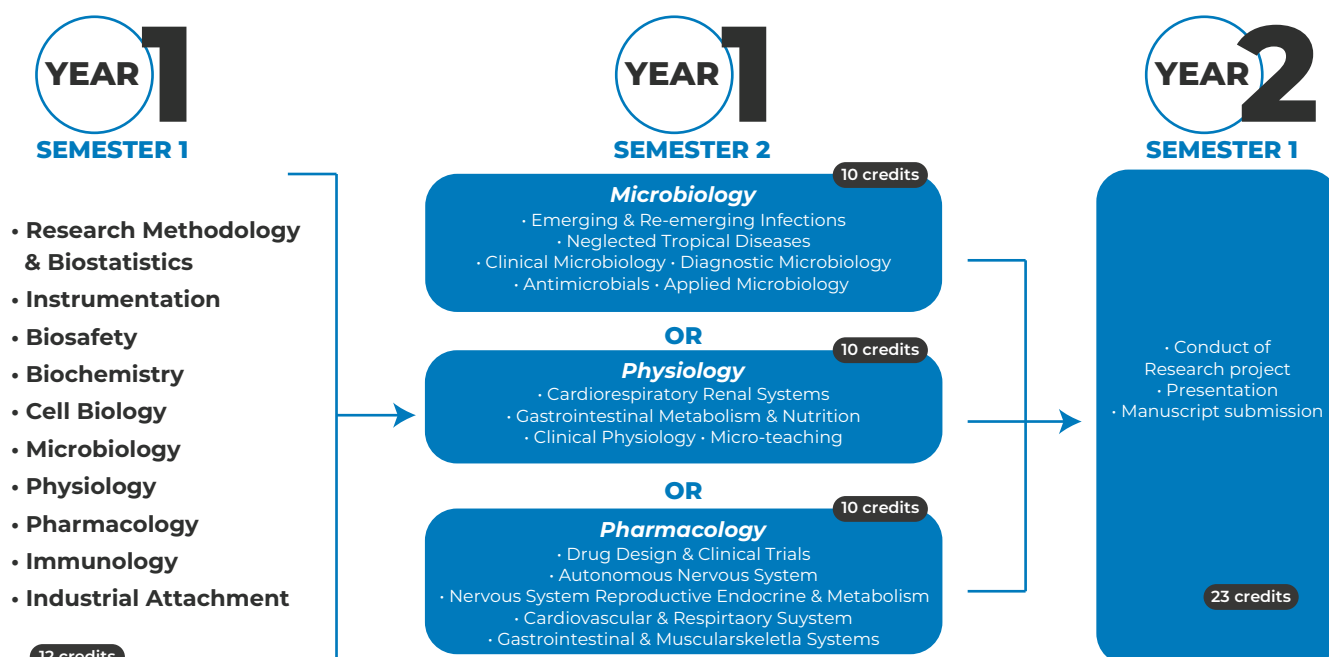 YEAR 1
SEMESTER 1
• Research Methodology
& Biostatistics
• Instrumentation
• Biosafety
• Biochemistry
• Cell Biology
• Microbiology
• Physiology
• Pharmacology
• Immunology
• Industrial Attachment
12 credits
YEAR 1
SEMESTER 2
10 credits
Microbiology
• Emerging & Re-emerging Infections
• Neglected Tropical Diseases
• Clinical Microbiology • Diagnostic Microbiology
• Antimicrobials • Applied Microbiology
OR
10 credits
Physiology
• Cardiorespiratory Renal Systems
• Gastrointestinal Metabolism & Nutrition
• Clinical Physiology • Micro-teaching
OR
10 credits
Pharmacology
• Drug Design & Clinical Trials
• Autonomous Nervous System
• Nervous System Reproductive Endocrine & Metabolism
• Cardiovascular & Respirtaory Suystem
• Gastrointestinal & Muscularskeletla Systems
YEAR 2
SEMESTER 1
• Conduct of
Research project
• Presentation
• Manuscript submission
23 credits